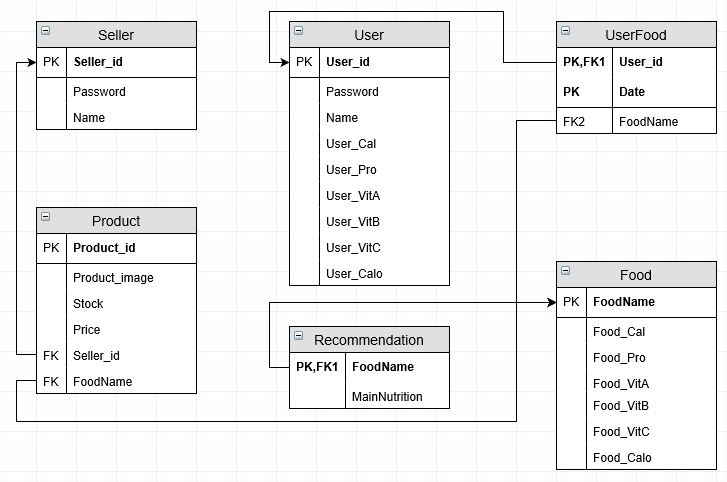 Seller
PK Seller_id
Password
Name
User
PK User_id
Password
Name
User_Cal
User_Pro
User_VitA
User_VitB
User_VitC
User_Calo
UserFood
PK,FK1 User_id
PK Date
FK2 FoodName
Product
PK Product_id
Product_image
Stock
Price
FK Seller_id
FK FoodName
Recommendation
PK,FK1 FoodName
MainNutrition
Food
PK FoodName
Food_Cal
Food_Pro
Food_VitA
Food_VitB
Food_VitC
Food_Calo